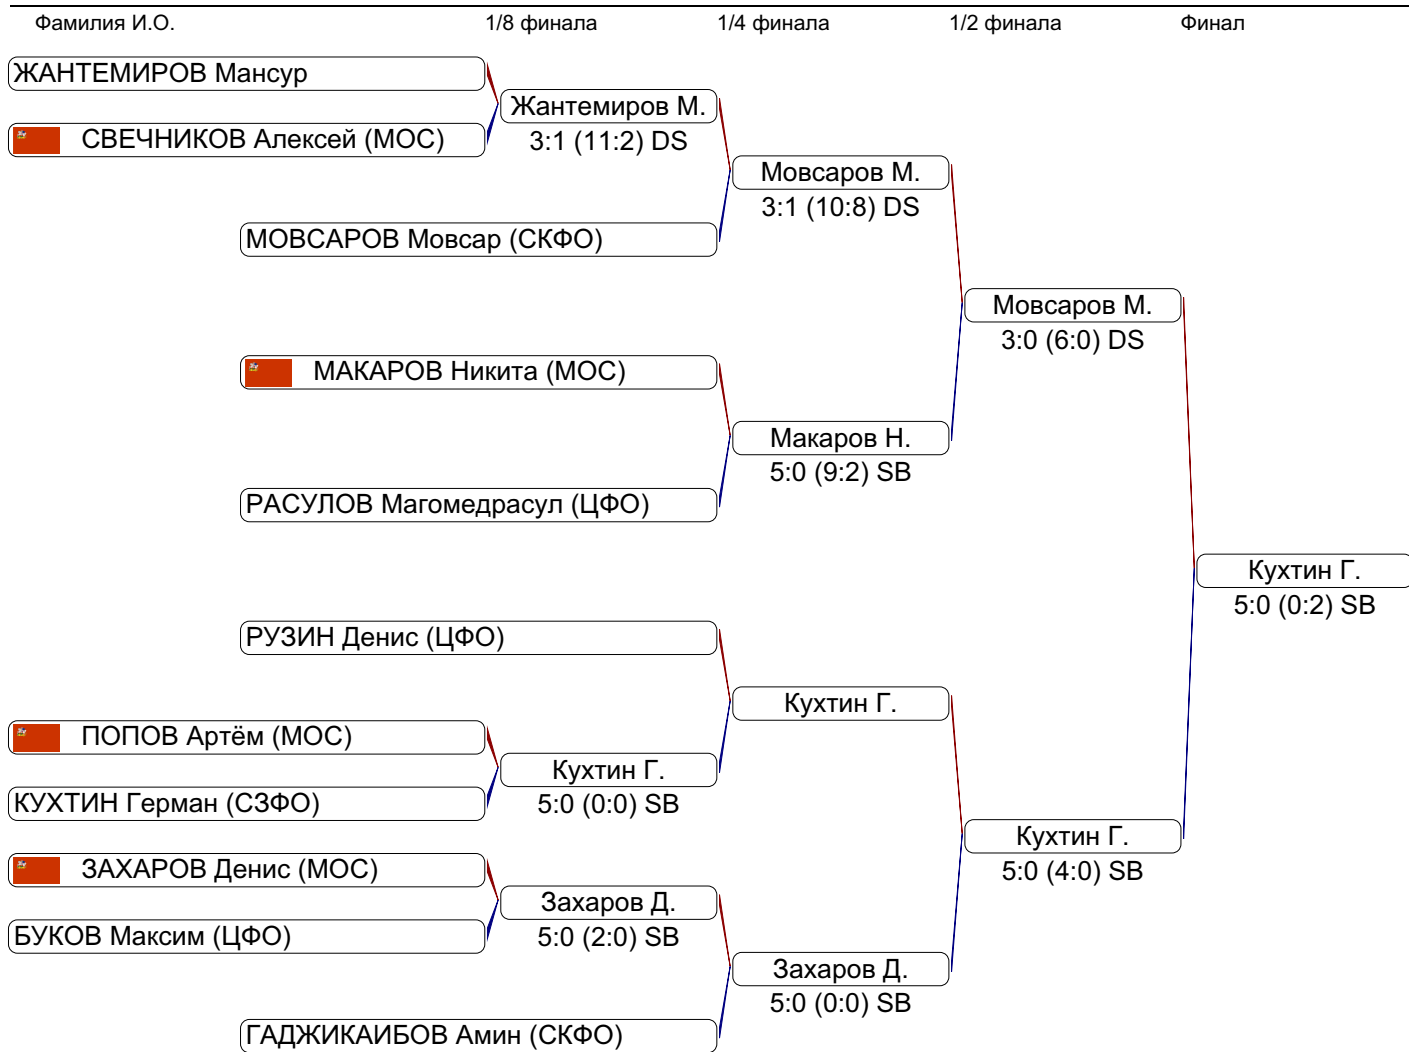 Фамилия И.О. 1/8 финала 1/4 финала 1/2 финала Финал
ЖАНТЕМИРОВ Мансур
Жантемиров М.
СВЕЧНИКОВ Алексей (МОС)
3:1 (11:2) DS
Мовсаров М.
3:1 (10:8) DS
МОВСАРОВ Мовсар (СКФО)
Мовсаров М.
3:0 (6:0) DS
МАКАРОВ Никита (МОС)
Макаров Н.
5:0 (9:2) SB
РАСУЛОВ Магомедрасул (ЦФО)
Кухтин Г.
5:0 (0:2) SB
РУЗИН Денис (ЦФО)
Кухтин Г.
ПОПОВ Артём (МОС)
Кухтин Г.
КУХТИН Герман (СЗФО)
5:0 (0:0) SB
Кухтин Г.
5:0 (4:0) SB
ЗАХАРОВ Денис (МОС)
Захаров Д.
БУКОВ Максим (ЦФО)
5:0 (2:0) SB
Захаров Д.
5:0 (0:0) SB
ГАДЖИКАИБОВ Амин (СКФО)